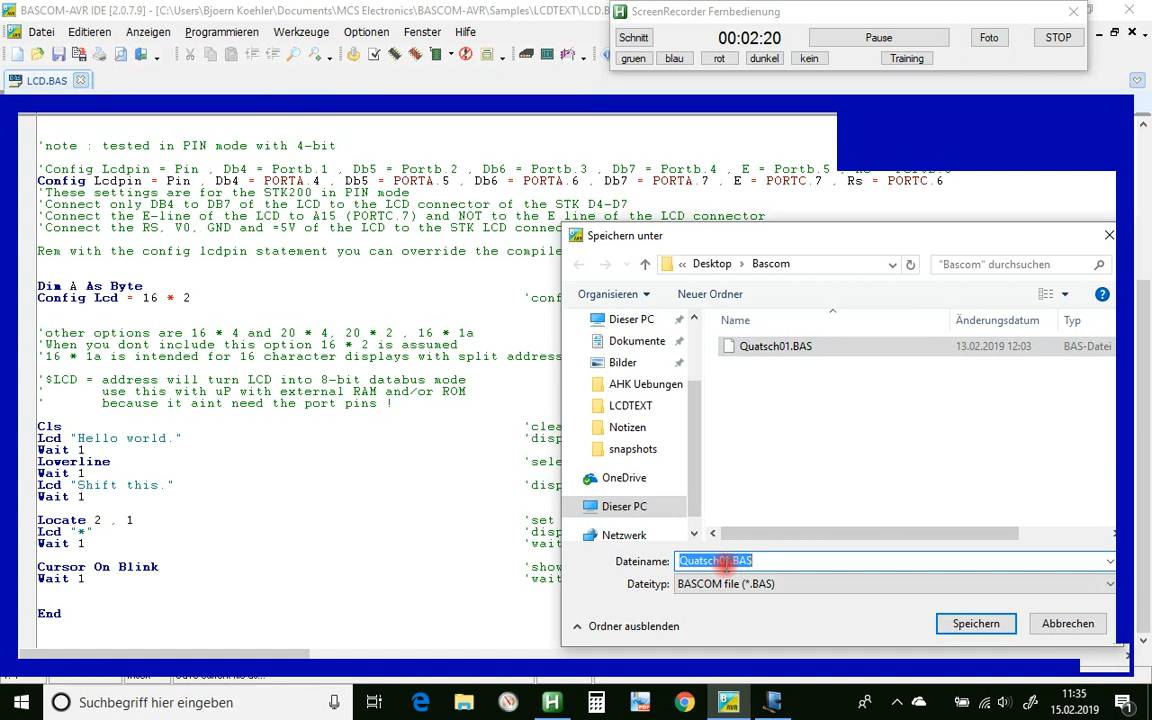 BASCOM-AVR IDE [2.0.7.9] - [C:\Users\Bjoern Koehler\Documents\MCS Electronics\BASCOM-AVR\Samples\LCDTEXT\LCD.B
ScreenRecorder Fernbedienung
Datei Editieren Anzeigen Programmieren Werkzeuge Optionen Fenster Hilfe
Schnitt 00:02:20 Pause Foto STOP
gruen blau rot dunkel kein Training
LCD.BAS
'note : tested in PIN mode with 4-bit
'Config Lcdpin = Pin , Db4 = Portb.1 , Db5 = Portb.2 , Db6 = Portb.3 , Db7 = Portb.4 , E = Portb.5
Config Lcdpin = Pin , Db4 = PORTA.4 , Db5 = PORTA.5 , Db6 = PORTA.6 , Db7 = PORTA.7 , E = PORTC.7 , Rs = PORTC.6
'These settings are for the STK200 in PIN mode
'Connect only DB4 to DB7 of the LCD to the LCD connector of the STK D4-D7
'Connect the E-line of the LCD to A15 (PORTC.7) and NOT to the E line of the LCD connector
'Connect the RS, V0, GND and =5V of the LCD to the STK LCD conne
Rem with the config lcdpin statement you can override the compile
Dim A As Byte
Config Lcd = 16 * 2 'conf
'other options are 16 * 4 and 20 * 4, 20 * 2 , 16 * 1a
'When you dont include this option 16 * 2 is assumed
'16 * 1a is intended for 16 character displays with split address
'$LCD = address will turn LCD into 8-bit databus mode
' use this with uP with external RAM and/or ROM
' because it aint need the port pins !
Cls 'clea
Lcd "Hello world." 'disp
Wait 1
Lowerline 'sele
Wait 1
Lcd "Shift this." 'disp
Wait 1
Locate 2 , 1 'set
Lcd "*" 'disp
Wait 1 'wait
Cursor On Blink 'show
Wait 1 'wait
End
Speichern unter
« Desktop Bascom "Bascom" durchsuchen
Organisieren Neuer Ordner
Name Änderungsdatum Typ
Quatsch01.BAS 13.02.2019 12:03 BAS-Datei
Dieser PC
Dokumente
Bilder
AHK Uebungen
LCDTEXT
Notizen
snapshots
OneDrive
Dieser PC
Netzwerk
Dateiname: Quatsch01.BAS
Dateityp: BASCOM file (*.BAS)
Ordner ausblenden Speichern Abbrechen
Suchbegriff hier eingeben
11:35
15.02.2019
1